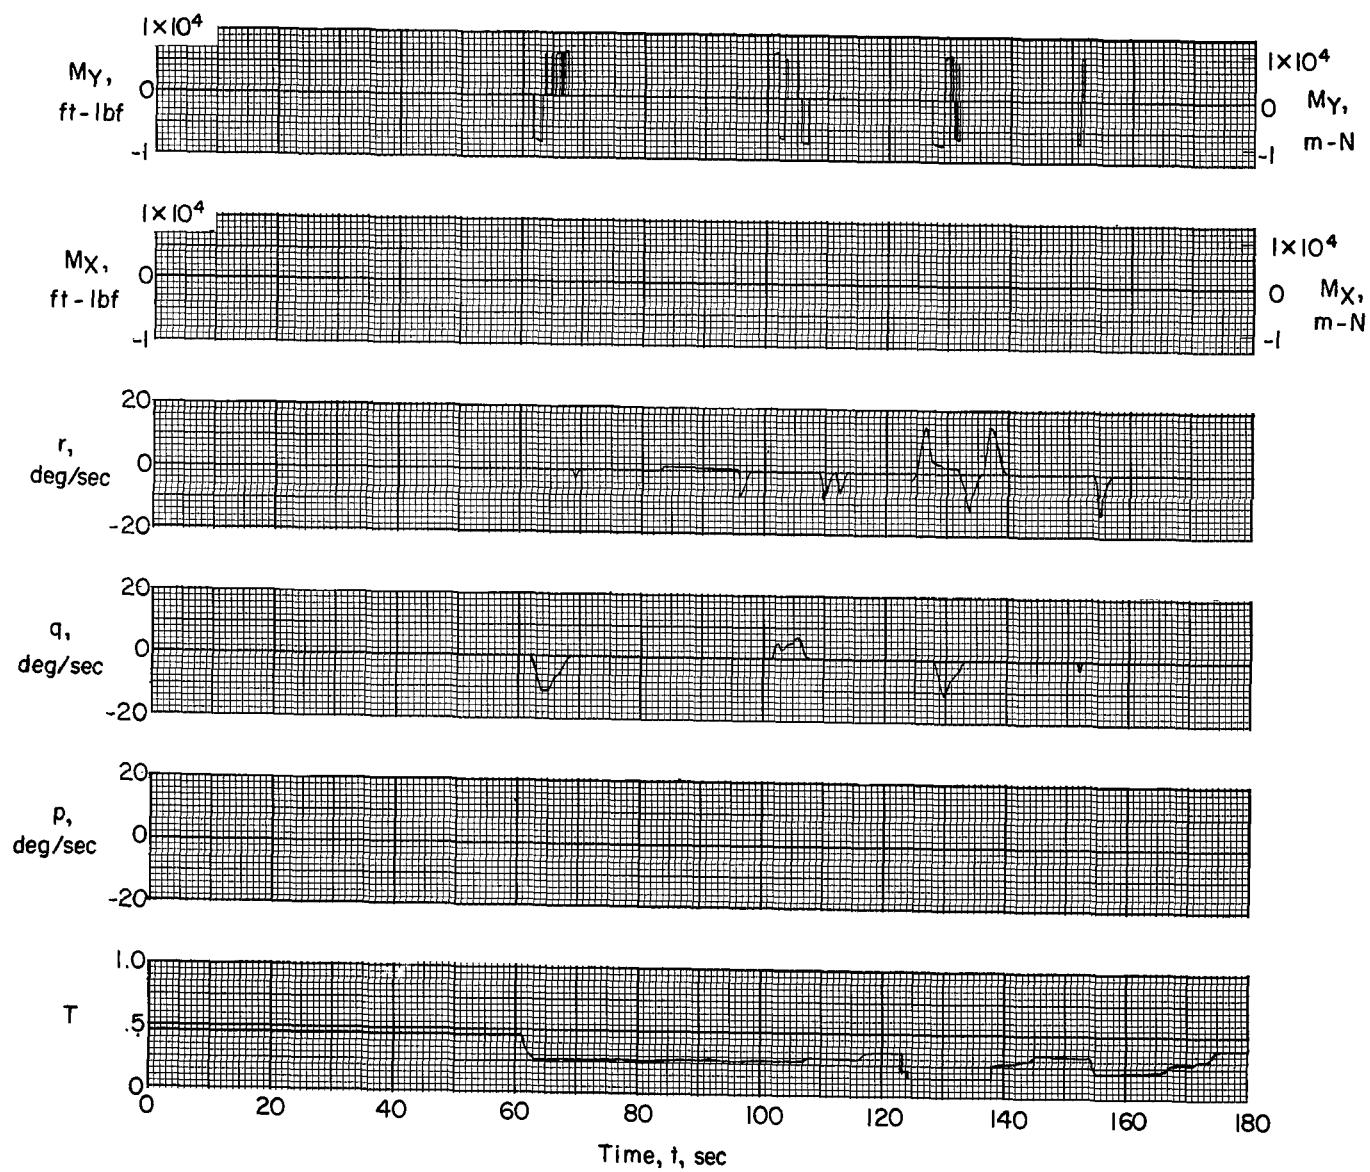 1×10⁴
M_Y,
0
ft-lbf
-1
1×10⁴
0
M_Y,
m-N
-1
1×10⁴
M_X,
0
ft-lbf
-1
1×10⁴
0
M_X,
m-N
-1
20
r,
0
deg/sec
-20
20
q,
0
deg/sec
-20
20
p,
0
deg/sec
-20
1.0
T
.5
0
0 20 40 60 80 100 120 140 160 180
Time, t, sec